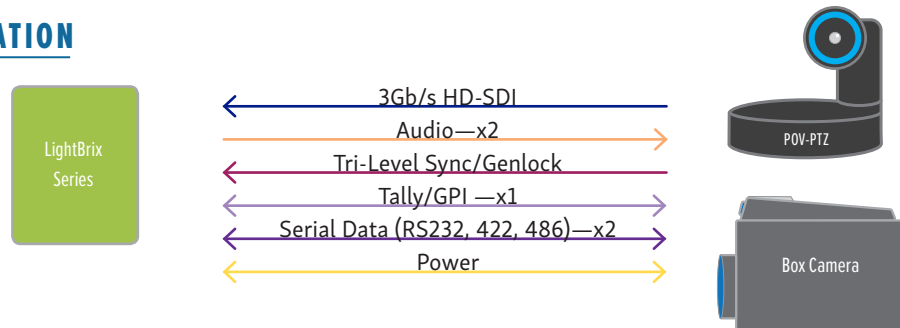 ATION
3Gb/s HD-SDI
Audio—x2
Tri-Level Sync/Genlock
Tally/GPI —x1
Serial Data (RS232, 422, 486)—x2
Power
LightBrix
Series
POV-PTZ
Box Camera